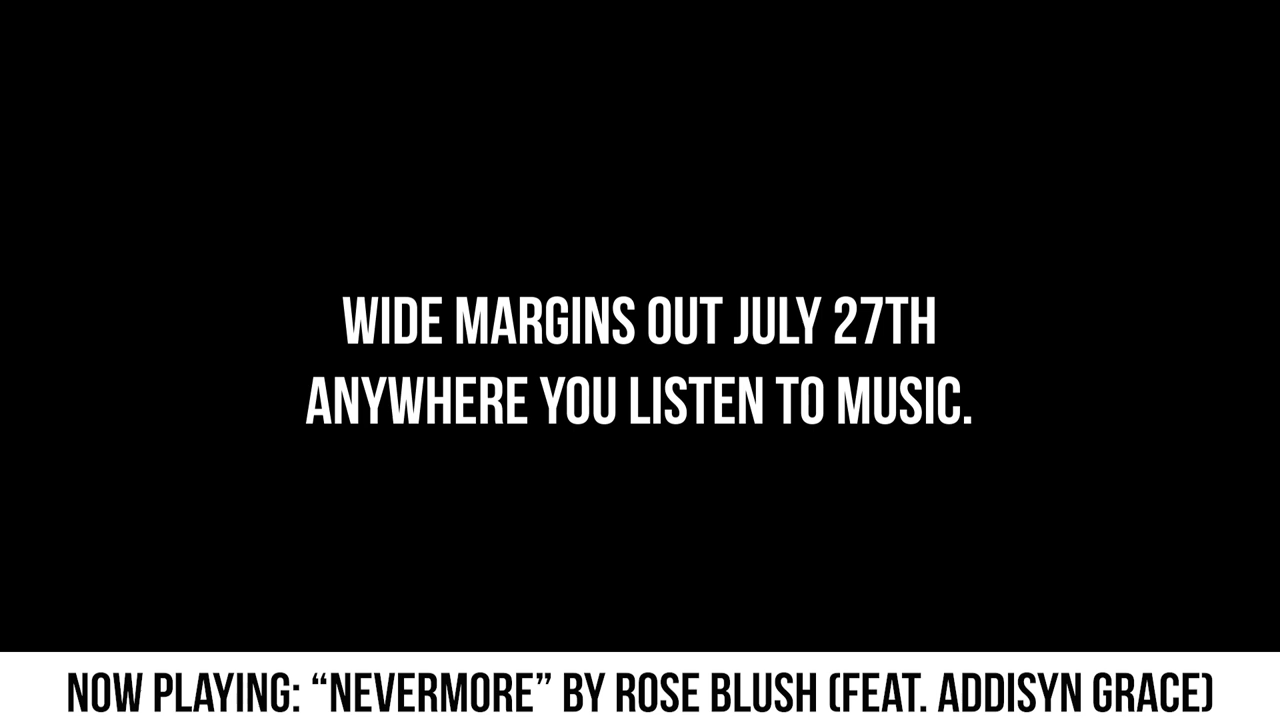 WIDE MARGINS OUT JULY 27TH
ANYWHERE YOU LISTEN TO MUSIC.
NOW PLAYING: “NEVERMORE” BY ROSE BLUSH (FEAT. ADDISYN GRACE)